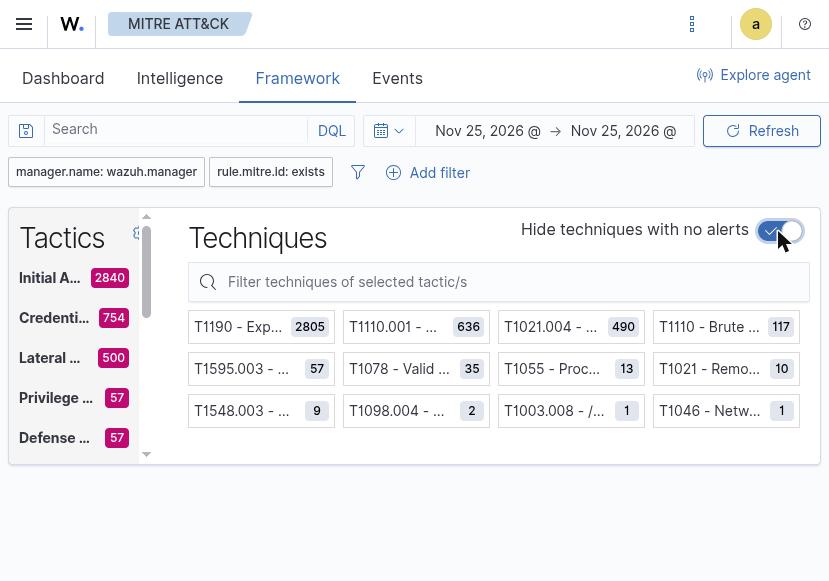 W.
MITRE ATT&CK
a
Dashboard
Intelligence
Framework
Events
Explore agent
Search
DQL
Nov 25, 2026 @ → Nov 25, 2026 @
Refresh
manager.name: wazuh.manager
rule.mitre.id: exists
Add filter
Tactics
Initial A... 2840
Credenti... 754
Lateral ... 500
Privilege ... 57
Defense ... 57
Techniques
Hide techniques with no alerts
Filter techniques of selected tactic/s
T1190 - Exp... 2805
T1110.001 - ... 636
T1021.004 - ... 490
T1110 - Brute ... 117
T1595.003 - ... 57
T1078 - Valid ... 35
T1055 - Proc... 13
T1021 - Remo... 10
T1548.003 - ... 9
T1098.004 - ... 2
T1003.008 - /... 1
T1046 - Netw... 1